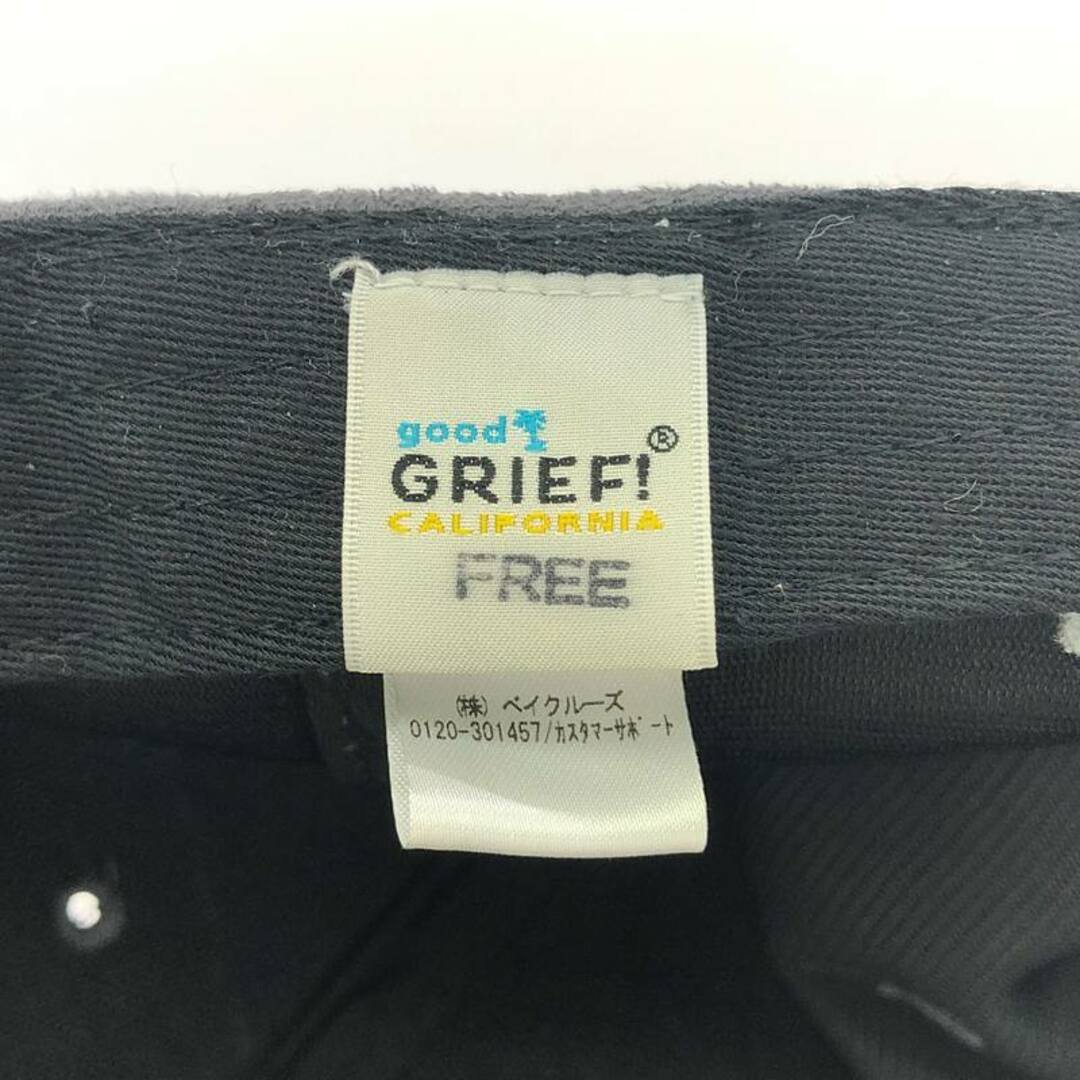 good
GRIEF!®
CALIFORNIA
FREE
(株) ベイクルーズ
0120-301457/カスタマーサポート